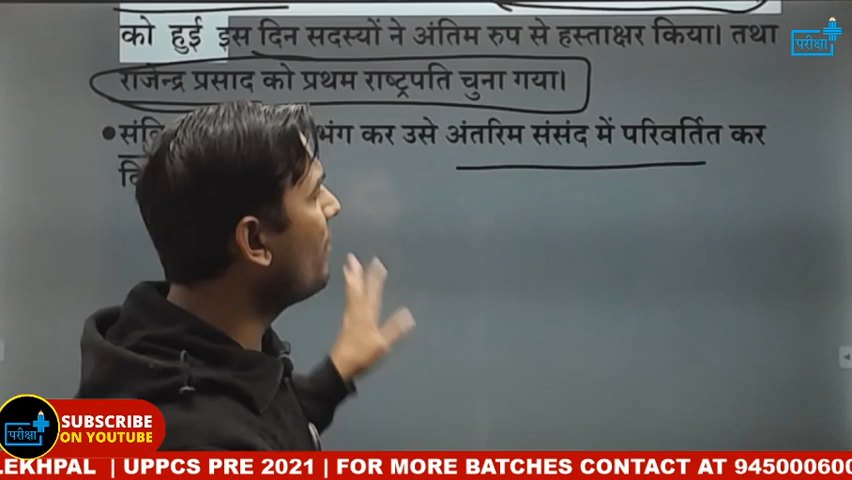 को हुई इस दिन सदस्यों ने अंतिम रुप से हस्ताक्षर किया। तथा
राजेन्द्र प्रसाद को प्रथम राष्ट्रपति चुना गया।
भंग कर उसे अंतरिम संसंद में परिवर्तित कर
परीक्षा
परीक्षा
SUBSCRIBE
ON YOUTUBE
LEKHPAL | UPPCS PRE 2021 | FOR MORE BATCHES CONTACT AT 945000600